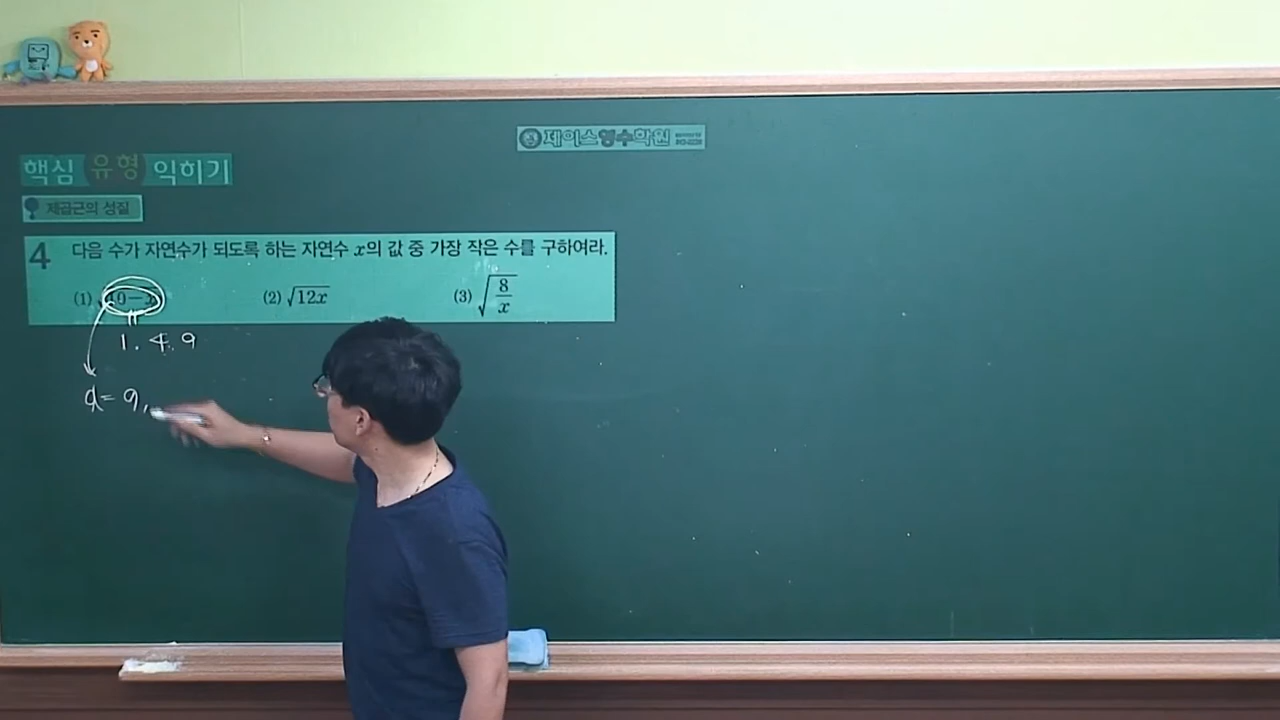 제이스영수학원
핵심 유형 익히기
제곱근의 성질
4 다음 수가 자연수가 되도록 하는 자연수 x의 값 중 가장 작은 수를 구하여라.
(1) √10−x (2) √12x (3) √8/x
1. 4. 9
x= 9,